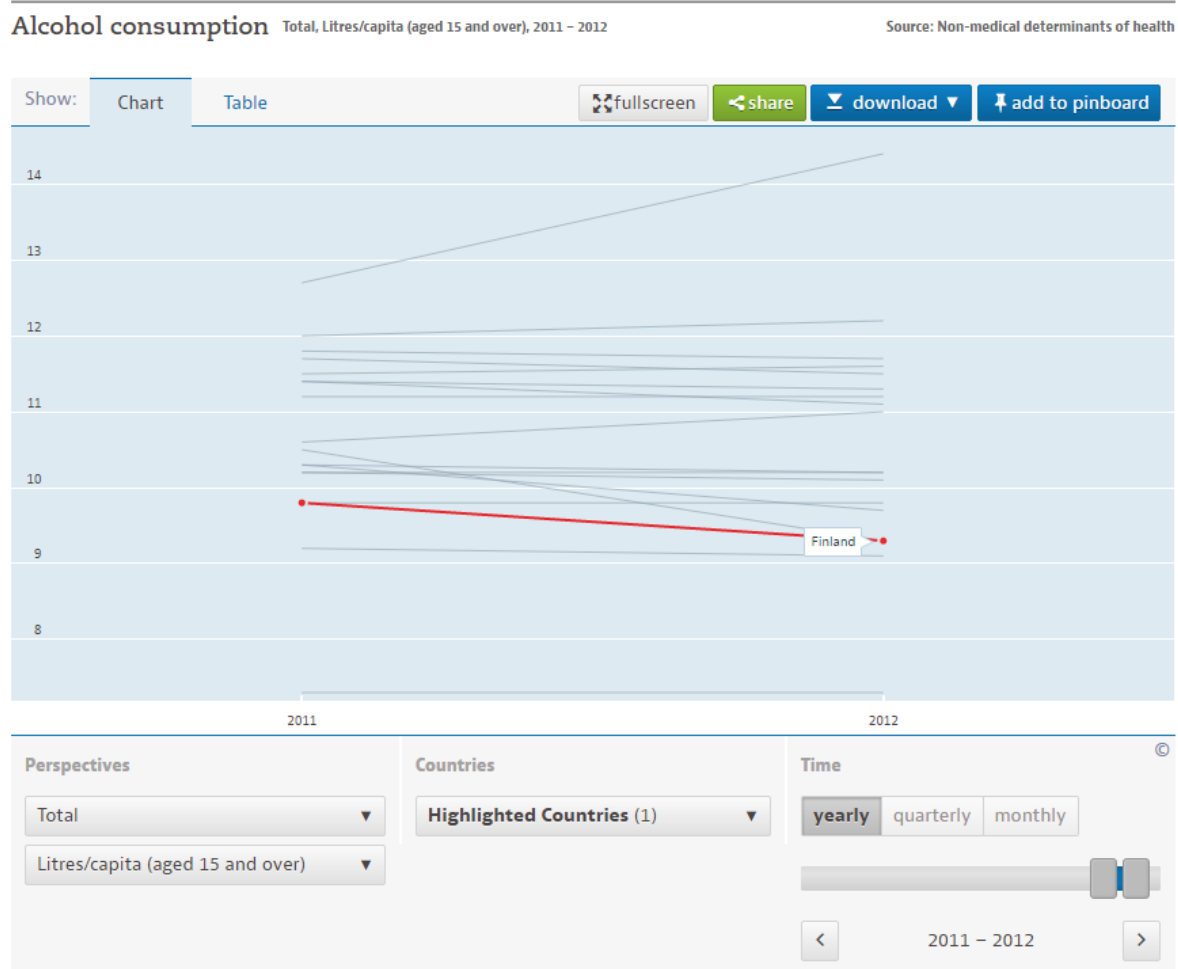 Alcohol consumption Total, Litres/capita (aged 15 and over), 2011 – 2012 Source: Non-medical determinants of health
Show: Chart Table fullscreen share download ▼ add to pinboard
14
13
12
11
10
9
8
Finland
2011 2012
©
Perspectives Countries Time
Total ▼ Highlighted Countries (1) ▼ yearly quarterly monthly
Litres/capita (aged 15 and over) ▼
< 2011 – 2012 >